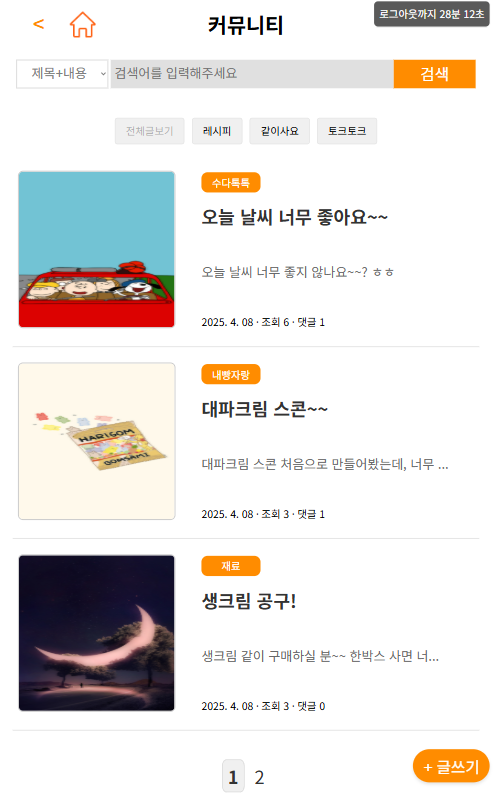 <
커뮤니티
로그아웃까지 28분 12초
제목+내용
검색어를 입력해주세요
검색
전체글보기
레시피
같이사요
토크토크
수다톡톡
오늘 날씨 너무 좋아요~~
오늘 날씨 너무 좋지 않나요~~? ㅎㅎ
2025. 4. 08 · 조회 6 · 댓글 1
HARIGOM
GOMSAMI
내빵자랑
대파크림 스콘~~
대파크림 스콘 처음으로 만들어봤는데, 너무 ...
2025. 4. 08 · 조회 3 · 댓글 1
재료
생크림 공구!
생크림 같이 구매하실 분~~ 한박스 사면 너...
2025. 4. 08 · 조회 3 · 댓글 0
1 2
+ 글쓰기